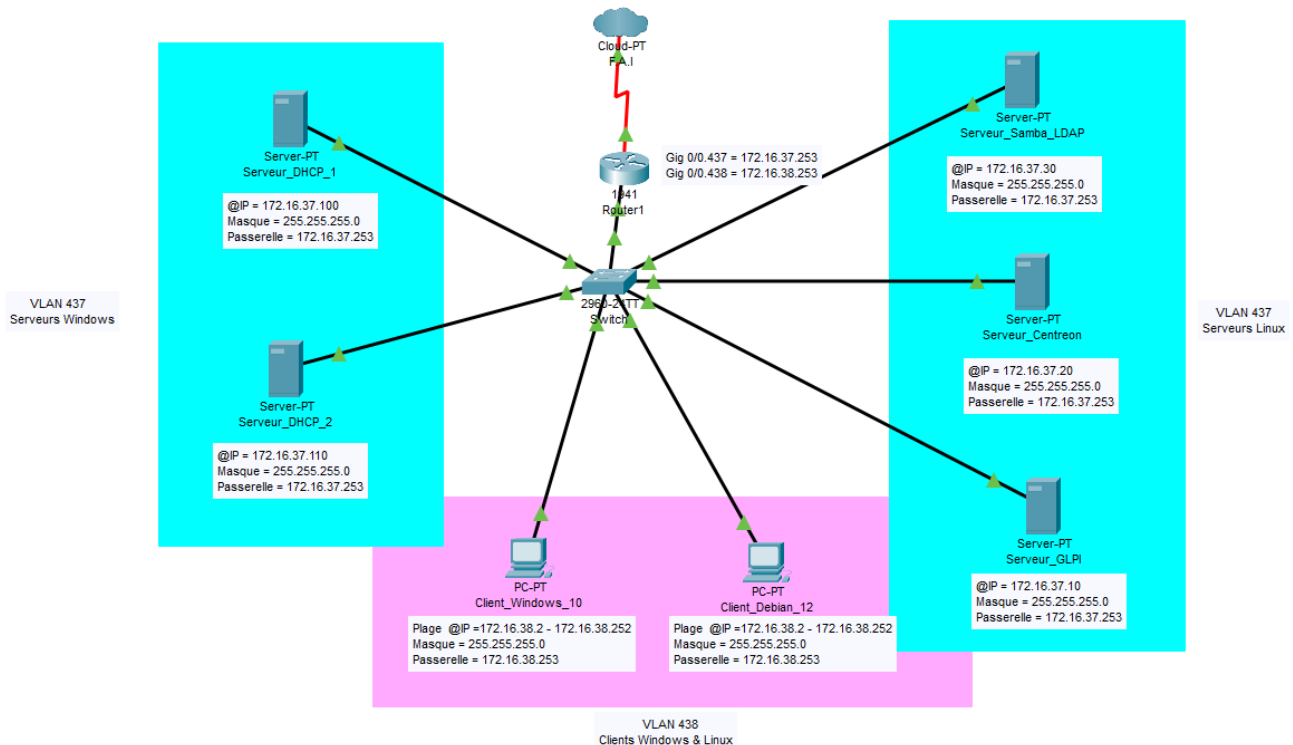 Cloud-PT
F.A.I
Server-PT
Serveur_DHCP_1
@IP = 172.16.37.100
Masque = 255.255.255.0
Passerelle = 172.16.37.253
Gig 0/0.437 = 172.16.37.253
Gig 0/0.438 = 172.16.38.253
1941
Router1
Server-PT
Serveur_Samba_LDAP
@IP = 172.16.37.30
Masque = 255.255.255.0
Passerelle = 172.16.37.253
VLAN 437
Serveurs Windows
2960-24TT
Switch
Server-PT
Serveur_Centreon
@IP = 172.16.37.20
Masque = 255.255.255.0
Passerelle = 172.16.37.253
VLAN 437
Serveurs Linux
Server-PT
Serveur_DHCP_2
@IP = 172.16.37.110
Masque = 255.255.255.0
Passerelle = 172.16.37.253
Server-PT
Serveur_GLPI
@IP = 172.16.37.10
Masque = 255.255.255.0
Passerelle = 172.16.37.253
PC-PT
Client_Windows_10
Plage @IP =172.16.38.2 - 172.16.38.252
Masque = 255.255.255.0
Passerelle = 172.16.38.253
PC-PT
Client_Debian_12
Plage @IP =172.16.38.2 - 172.16.38.252
Masque = 255.255.255.0
Passerelle = 172.16.38.253
VLAN 438
Clients Windows & Linux